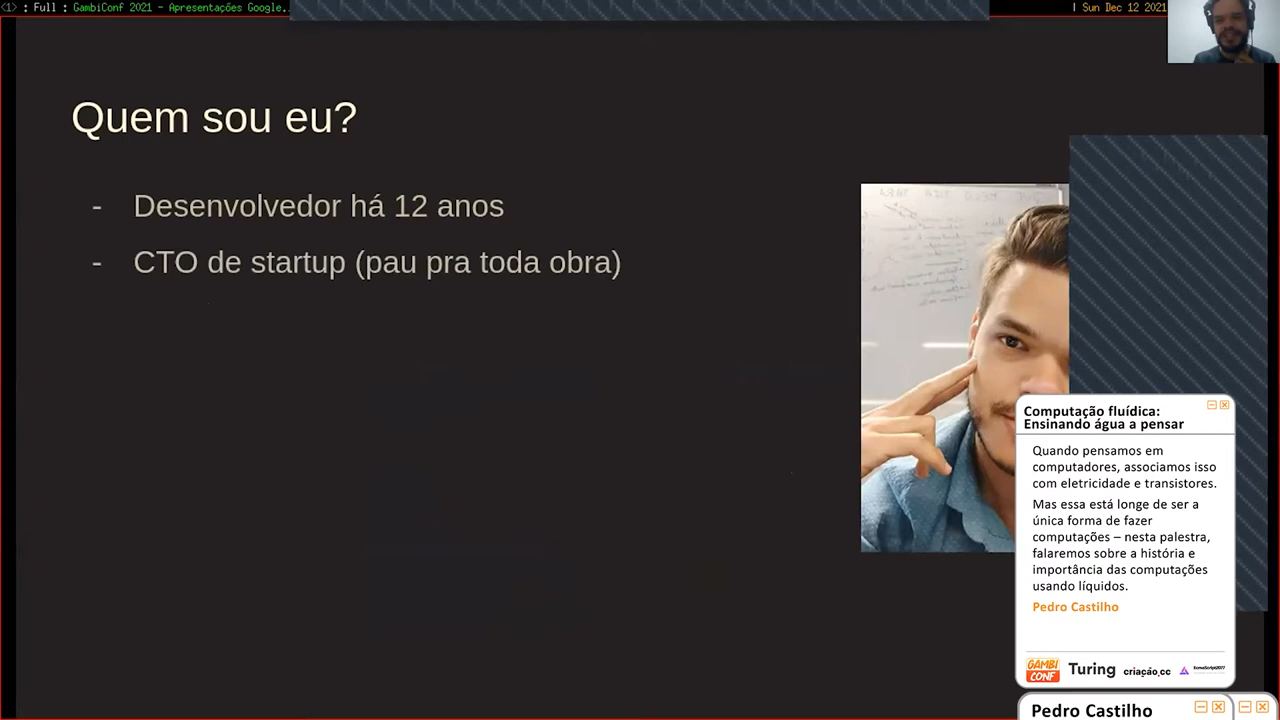 <1> : Full : GambiConf 2021 - Apresentações Google..
| Sun Dec 12 2021
Quem sou eu?
- Desenvolvedor há 12 anos
- CTO de startup (pau pra toda obra)
Computação fluídica:
Ensinando água a pensar
Quando pensamos em
computadores, associamos isso
com eletricidade e transistores.
Mas essa está longe de ser a
única forma de fazer
computações – nesta palestra,
falaremos sobre a história e
importância das computações
usando líquidos.
Pedro Castilho
GAMBI
CONF
Turing
criação.cc
Pedro Castilho